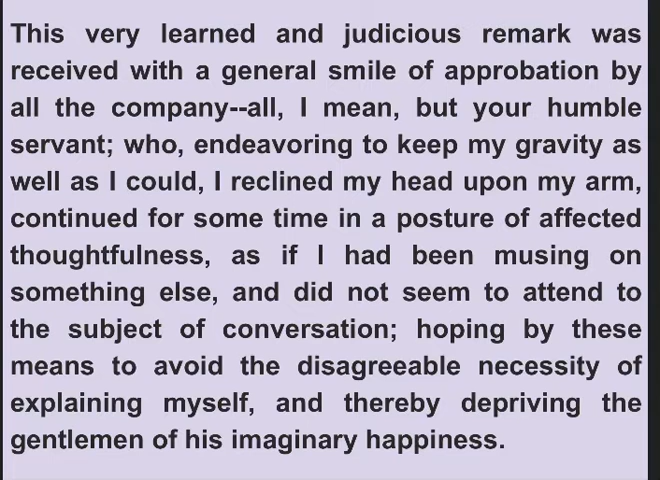 This very learned and judicious remark was
received with a general smile of approbation by
all the company--all, I mean, but your humble
servant; who, endeavoring to keep my gravity as
well as I could, I reclined my head upon my arm,
continued for some time in a posture of affected
thoughtfulness, as if I had been musing on
something else, and did not seem to attend to
the subject of conversation; hoping by these
means to avoid the disagreeable necessity of
explaining myself, and thereby depriving the
gentlemen of his imaginary happiness.